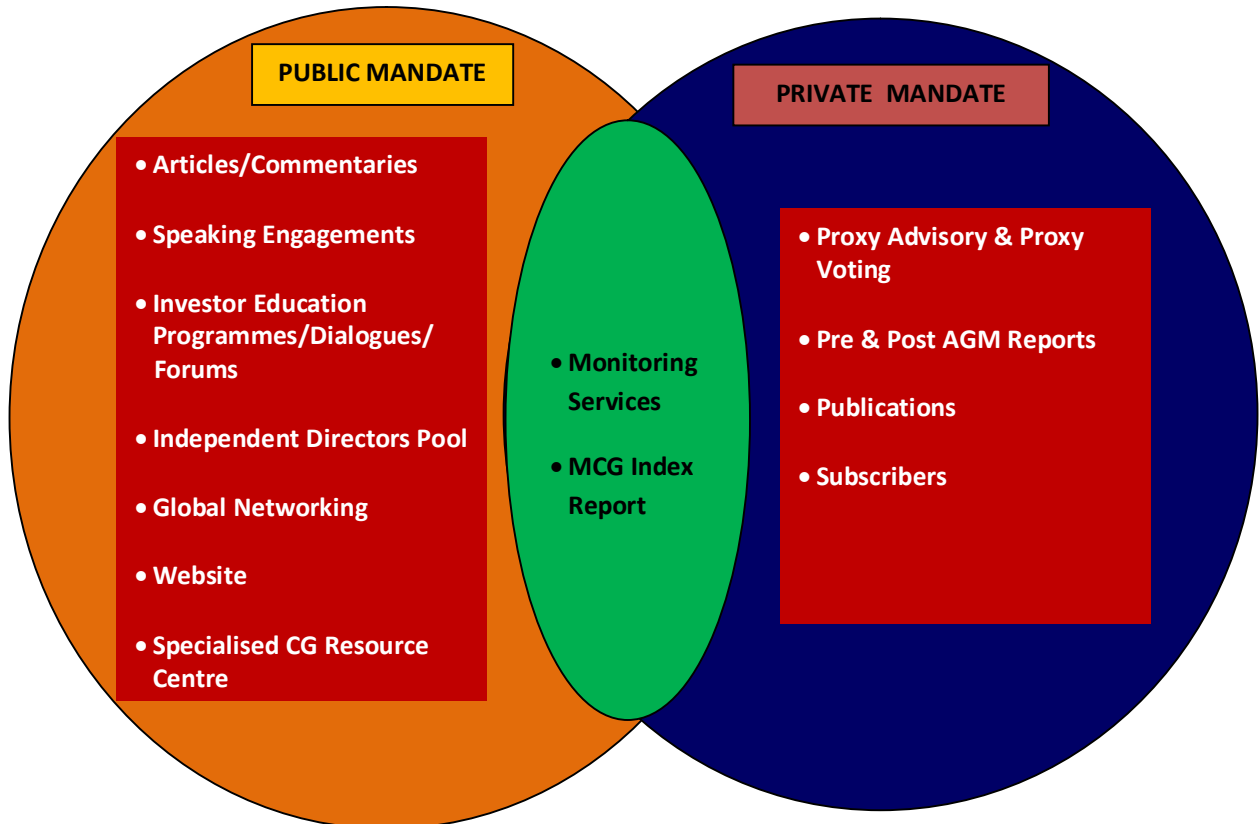 PUBLIC MANDATE
• Articles/Commentaries
• Speaking Engagements
• Investor Education
Programmes/Dialogues/
Forums
• Independent Directors Pool
• Global Networking
• Website
• Specialised CG Resource
Centre
• Monitoring
Services
• MCG Index
Report
PRIVATE MANDATE
• Proxy Advisory & Proxy
Voting
• Pre & Post AGM Reports
• Publications
• Subscribers